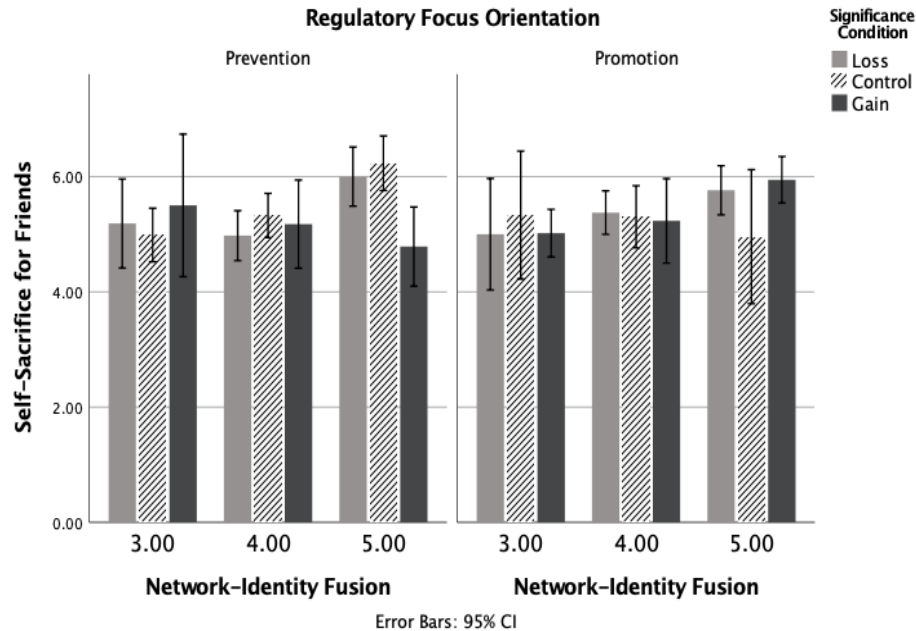 Regulatory Focus Orientation
Significance
Condition
Prevention
Promotion
Loss
Control
Gain
Self-Sacrifice for Friends
6.00
4.00
2.00
0.00
3.00 4.00 5.00 3.00 4.00 5.00
Network-Identity Fusion Network-Identity Fusion
Error Bars: 95% CI